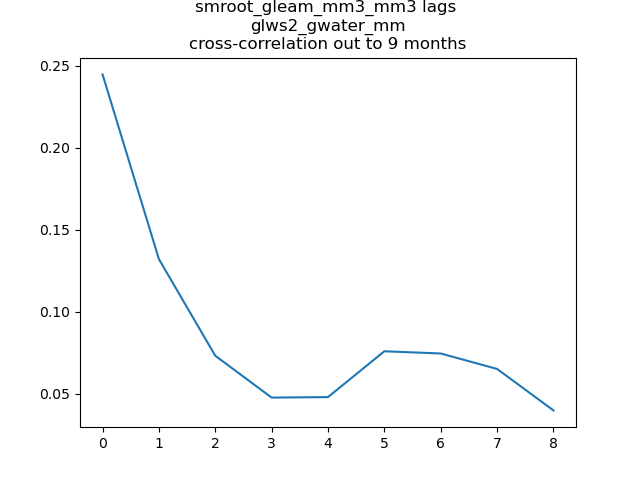 smroot_gleam_mm3_mm3 lags
glws2_gwater_mm
cross-correlation out to 9 months
0.25
0.20
0.15
0.10
0.05
0 1 2 3 4 5 6 7 8